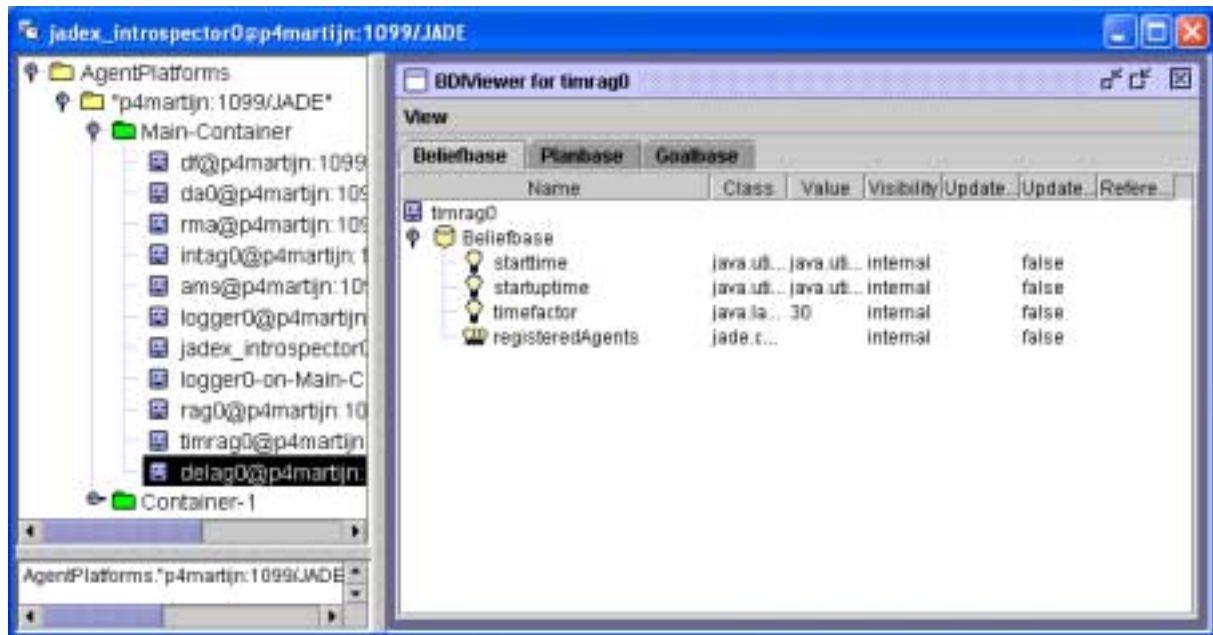 jadex_introspector0@p4martijn:1099/JADE
AgentPlatforms
"p4martijn:1099/JADE"
Main-Container
df@p4martijn:1099
da0@p4martijn:109
rma@p4martijn:109
intag0@p4martijn:1
ams@p4martijn:10
logger0@p4martijn
jadex_introspector0
logger0-on-Main-C
rag0@p4martijn:10
timrag0@p4martijn
delag0@p4martijn:
Container-1
AgentPlatforms."p4martijn:1099/JADE
BDIViewer for timrag0
View
Beliefbase Planbase Goalbase
Name Class Value Visibility Update... Update... Refere...
timrag0
Beliefbase
starttime java.uti... java.uti... internal false
startuptime java.uti... java.uti... internal false
timefactor java.la... 30 internal false
registeredAgents jade.c... internal false